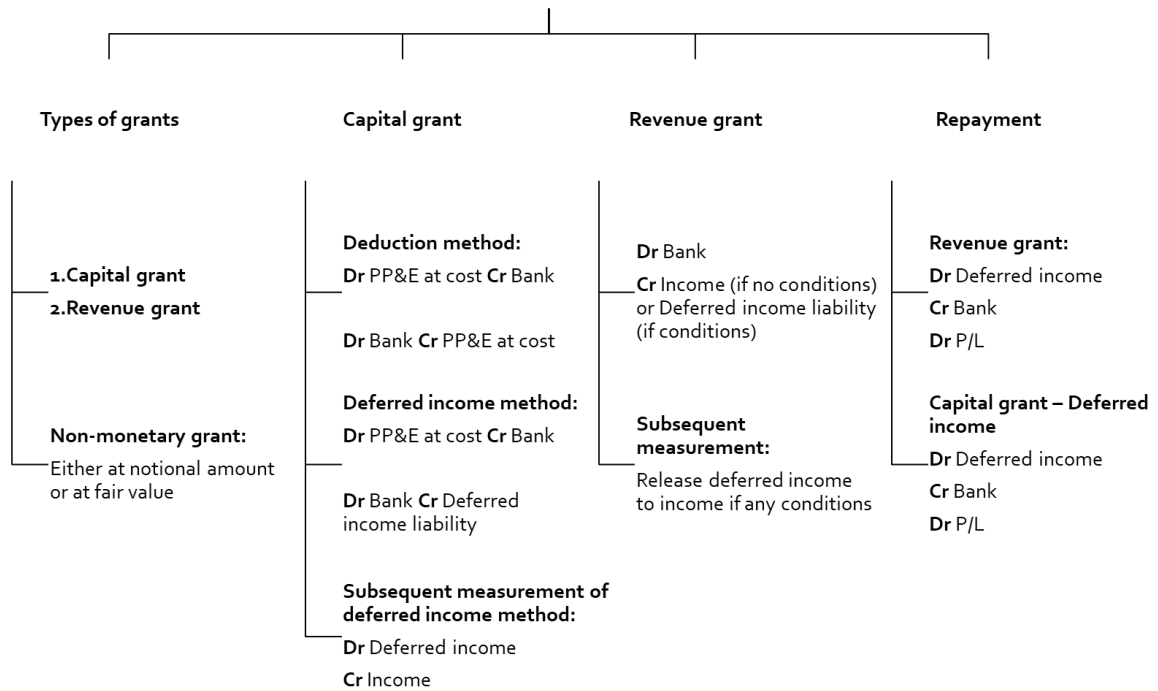 Types of grants
Capital grant
Revenue grant
Repayment
1.Capital grant
2.Revenue grant
Non-monetary grant:
Either at notional amount
or at fair value
Deduction method:
Dr PP&E at cost Cr Bank
Dr Bank Cr PP&E at cost
Deferred income method:
Dr PP&E at cost Cr Bank
Dr Bank Cr Deferred
income liability
Subsequent measurement of
deferred income method:
Dr Deferred income
Cr Income
Dr Bank
Cr Income (if no conditions)
or Deferred income liability
(if conditions)
Subsequent
measurement:
Release deferred income
to income if any conditions
Revenue grant:
Dr Deferred income
Cr Bank
Dr P/L
Capital grant – Deferred
income
Dr Deferred income
Cr Bank
Dr P/L